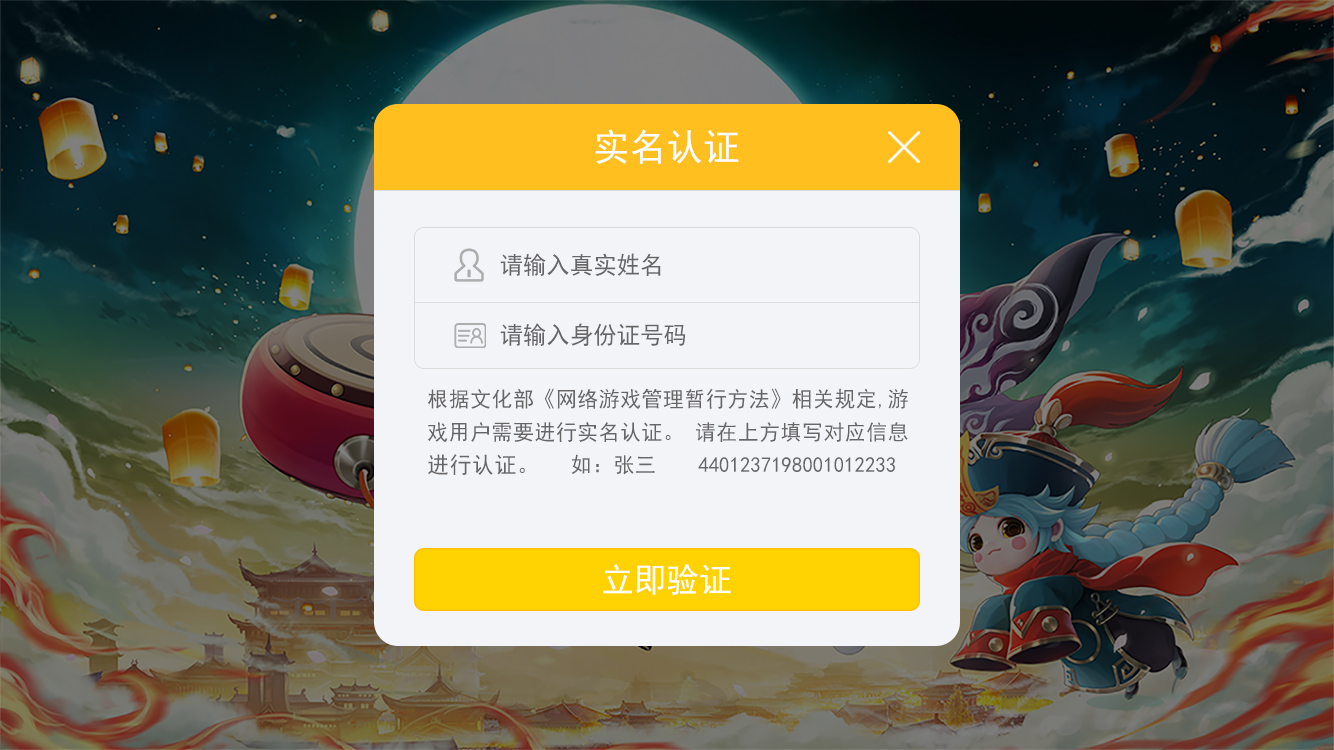 实名认证
请输入真实姓名
请输入身份证号码
根据文化部《网络游戏管理暂行方法》相关规定,游
戏用户需要进行实名认证。 请在上方填写对应信息
进行认证。 如：张三 4401237198001012233
立即验证